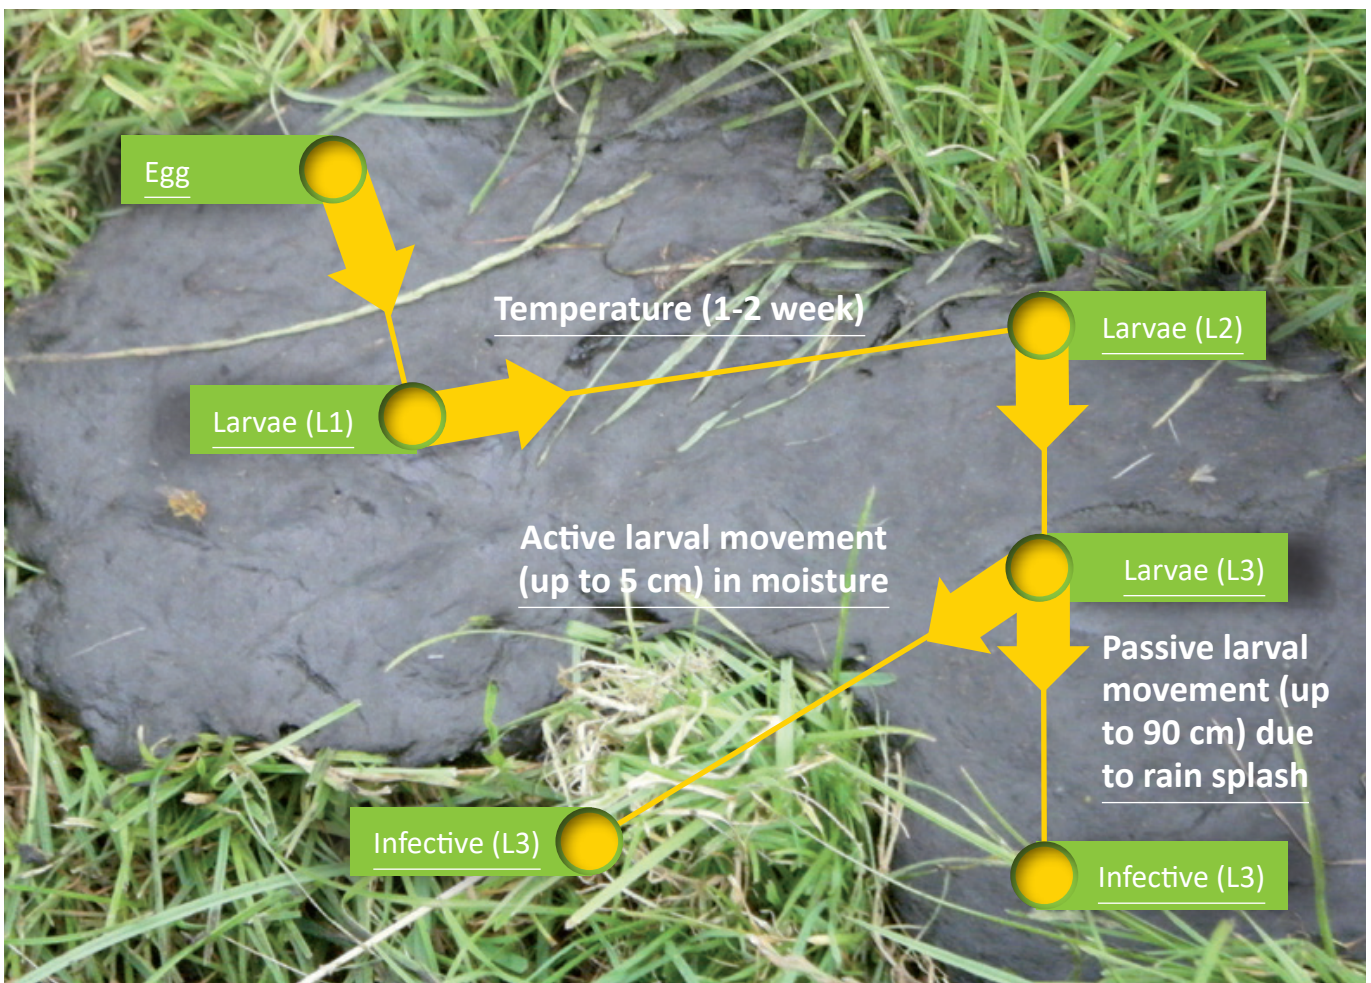 Egg
Temperature (1-2 week)
Larvae (L2)
Larvae (L1)
Active larval movement
(up to 5 cm) in moisture
Larvae (L3)
Passive larval
movement (up
to 90 cm) due
to rain splash
Infective (L3)
Infective (L3)